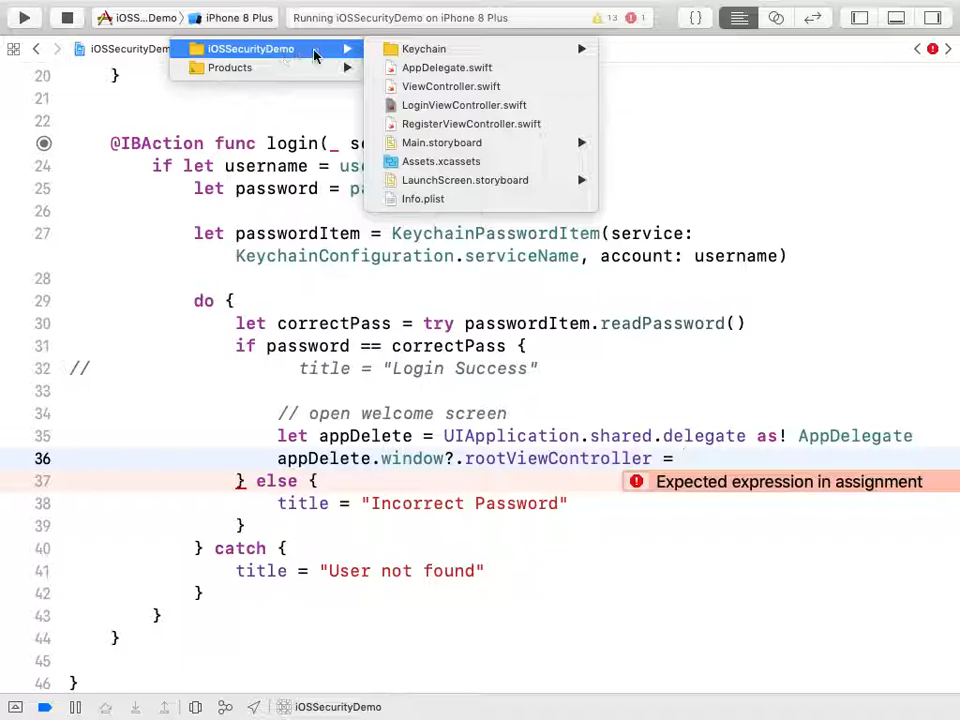 iOSS...Demo 〉 iPhone 8 Plus
Running iOSSecurityDemo on iPhone 8 Plus
13
1
{ }
iOSSecurityDem
iOSSecurityDemo
Products
Keychain
AppDelegate.swift
ViewController.swift
LoginViewController.swift
RegisterViewController.swift
Main.storyboard
Assets.xcassets
LaunchScreen.storyboard
Info.plist
20 }
21
22
@IBAction func login(_ s
24 if let username = us
25 let password = p
26
27 let passwordItem = KeychainPasswordItem(service:
KeychainConfiguration.serviceName, account: username)
28
29 do {
30 let correctPass = try passwordItem.readPassword()
31 if password == correctPass {
32 // title = "Login Success"
33
34 // open welcome screen
35 let appDelete = UIApplication.shared.delegate as! AppDelegate
36 appDelete.window?.rootViewController =
37 } else { Expected expression in assignment
38 title = "Incorrect Password"
39 }
40 } catch {
41 title = "User not found"
42 }
43 }
44 }
45
46 }
iOSSecurityDemo